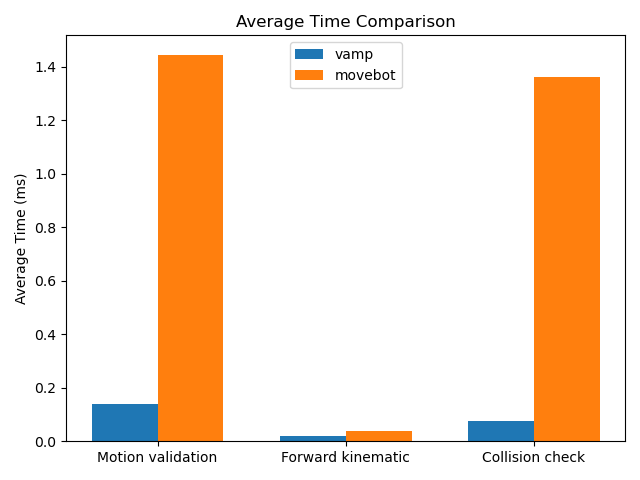 Average Time Comparison
vamp
movebot
Average Time (ms)
1.4
1.2
1.0
0.8
0.6
0.4
0.2
0.0
Motion validation
Forward kinematic
Collision check